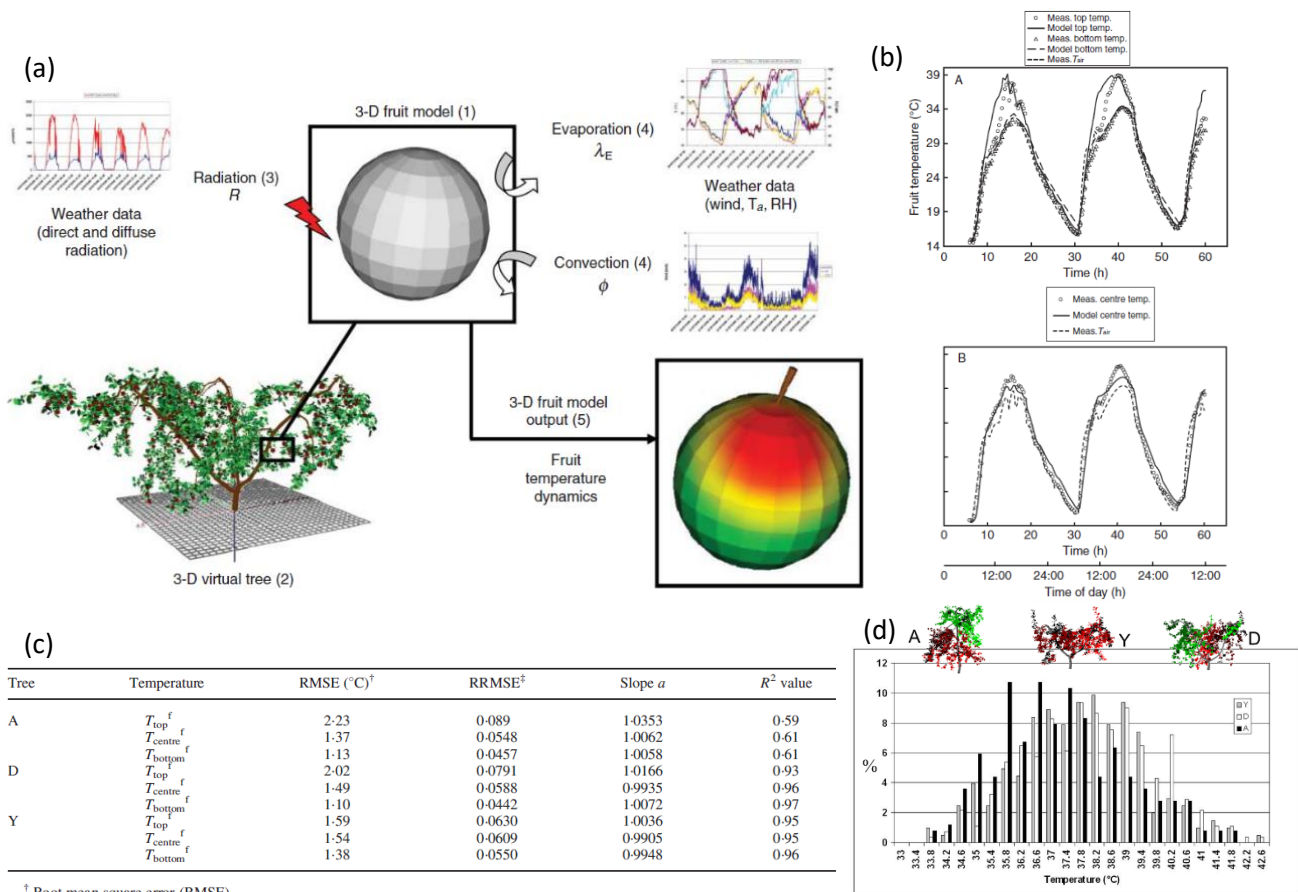 (a)
Weather data
(direct and diffuse
radiation)
3-D fruit model (1)
Radiation (3)
R
Evaporation (4)
λE
Weather data
(wind, Ta, RH)
Convection (4)
ϕ
3-D fruit model
output (5)
Fruit
temperature
dynamics
3-D virtual tree (2)
(b)
Meas. top temp.
Model top temp.
Meas. bottom temp.
Model bottom temp.
Meas.Tair
A
39
34
29
24
19
14
Fruit temperature (°C)
0 10 20 30 40 50 60
Time (h)
Meas. centre temp.
Model centre temp.
Meas.Tair
B
0 10 20 30 40 50 60
Time (h)
0 12:00 24:00 12:00 24:00 12:00
Time of day (h)
(c)
Tree Temperature RMSE (°C)† RRMSE‡ Slope a R² value
A Ttop f 2·23 0·089 1·0353 0·59
Tcentre f 1·37 0·0548 1·0062 0·61
Tbottom f 1·13 0·0457 1·0058 0·61
D Ttop f 2·02 0·0791 1·0166 0·93
Tcentre f 1·49 0·0588 0·9935 0·96
Tbottom f 1·10 0·0442 1·0072 0·97
Y Ttop f 1·59 0·0630 1·0036 0·95
Tcentre f 1·54 0·0609 0·9905 0·95
Tbottom f 1·38 0·0550 0·9948 0·96
(d)
A Y D
12
10
8
6
4
2
0
%
Y
D
A
33 33.4 33.8 34.2 34.6 35 35.4 35.8 36.2 36.6 37 37.4 37.8 38.2 38.6 39 39.4 39.8 40.2 40.6 41 41.4 41.8 42.2 42.6
Temperature (°C)